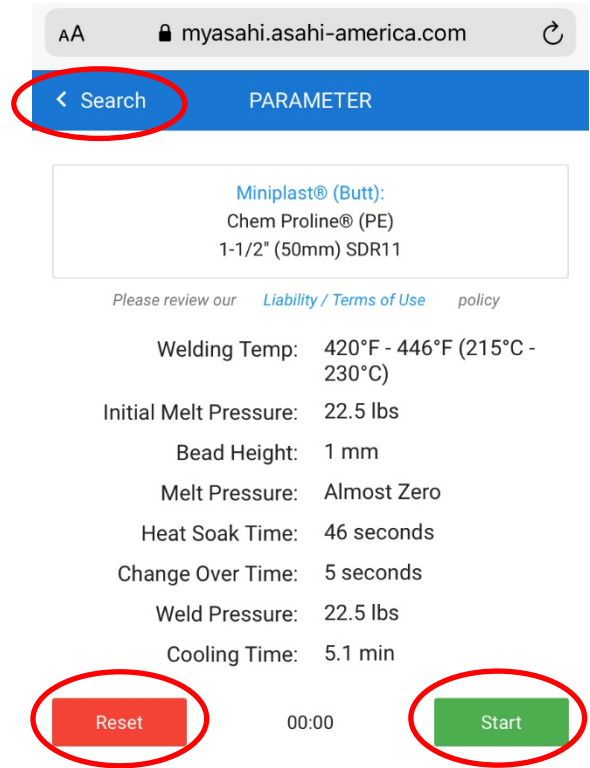 AA myasahi.asahi-america.com
< Search PARAMETER
Miniplast® (Butt):
Chem Proline® (PE)
1-1/2" (50mm) SDR11
Please review our Liability / Terms of Use policy
Welding Temp: 420°F - 446°F (215°C -
230°C)
Initial Melt Pressure: 22.5 lbs
Bead Height: 1 mm
Melt Pressure: Almost Zero
Heat Soak Time: 46 seconds
Change Over Time: 5 seconds
Weld Pressure: 22.5 lbs
Cooling Time: 5.1 min
Reset 00:00 Start